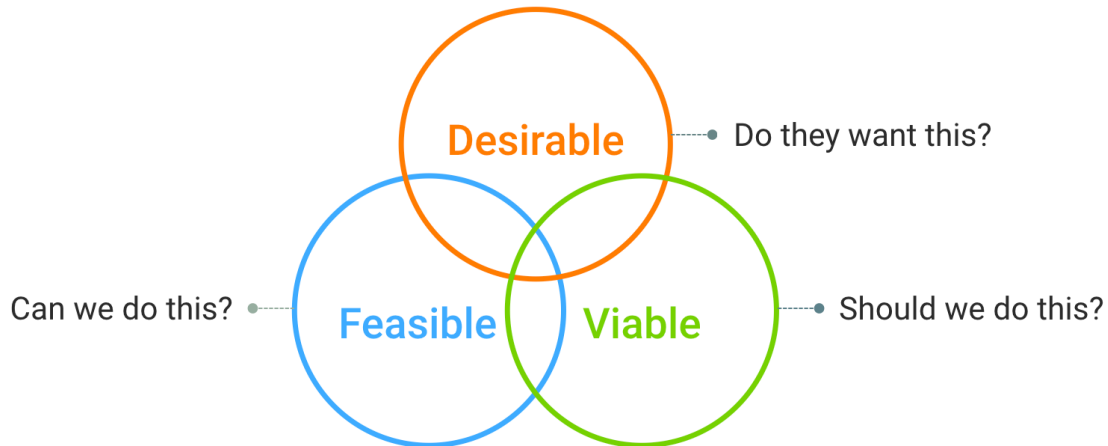 Desirable
Do they want this?
Can we do this?
Feasible
Viable
Should we do this?